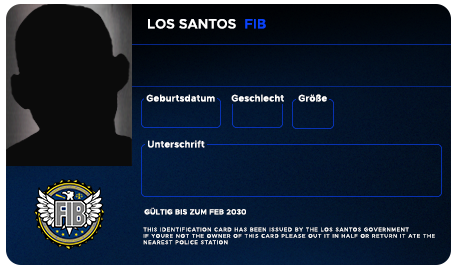 LOS SANTOS FIB
Geburtsdatum Geschlecht Größe
Unterschrift
FIB
GÜLTIG BIS ZUM FEB 2030
THIS IDENTIFICATION CARD HAS BEEN ISSUED BY THE LOS SANTOS GOVERNMENT
IF YOURE NOT THE OWNER OF THIS CARD PLEASE OUT IT IN HALF OR RETURN IT ATE THE
NEAREST POLICE STATION